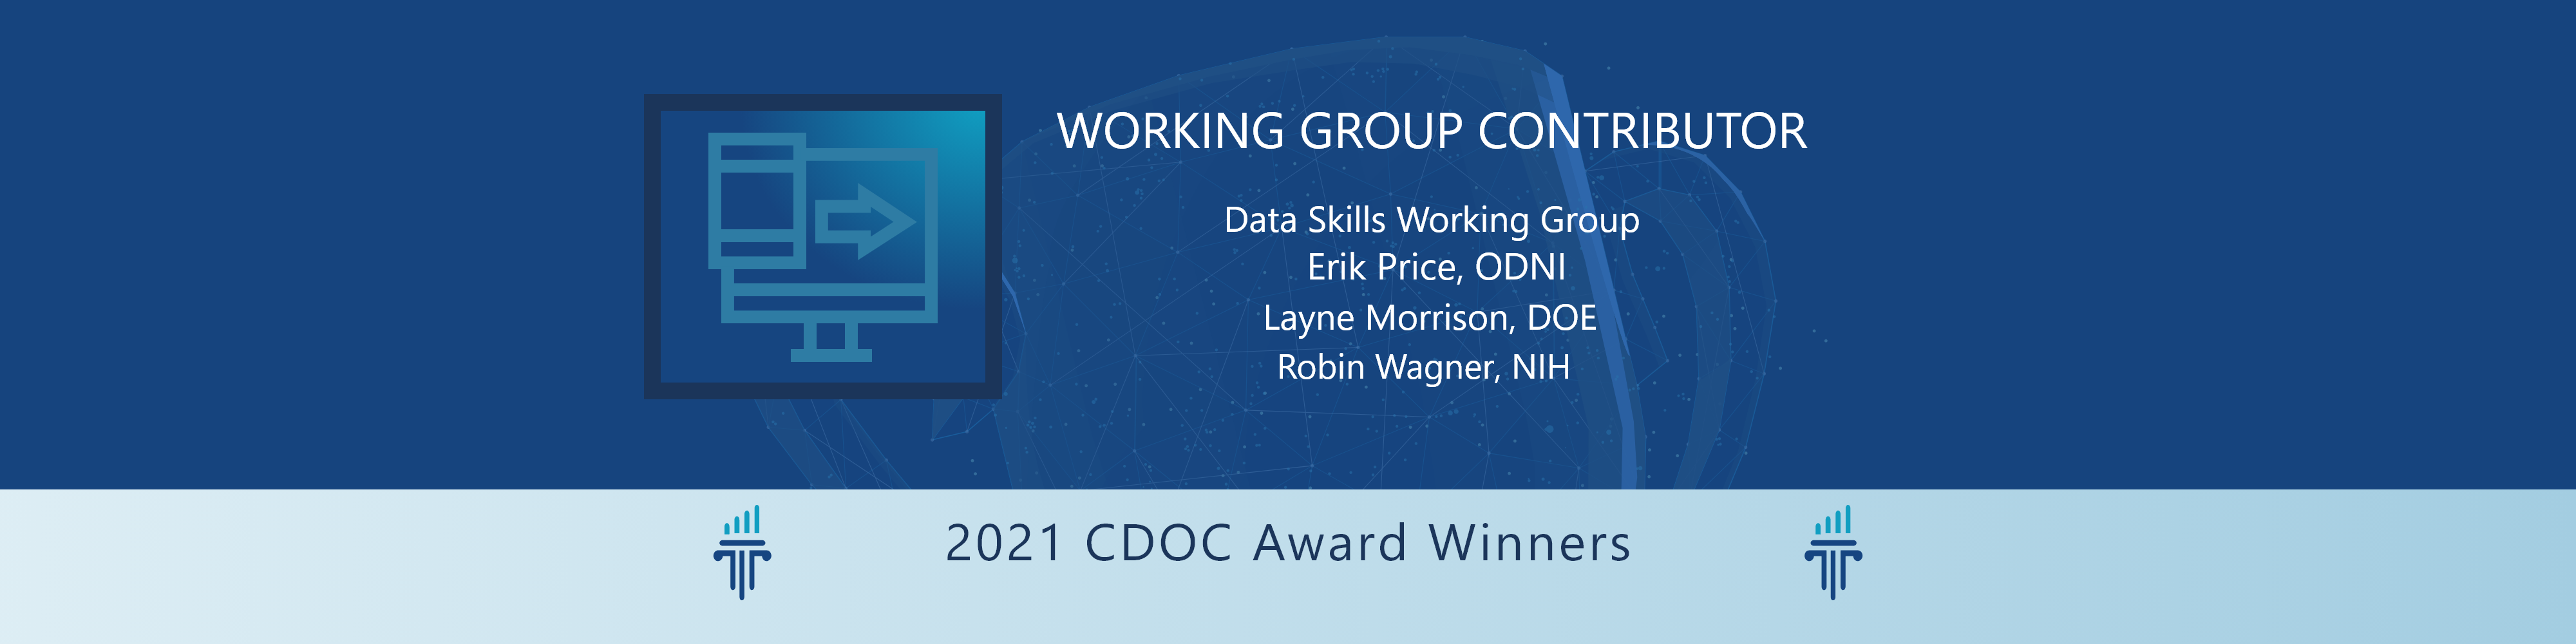 WORKING GROUP CONTRIBUTOR
Data Skills Working Group
Erik Price, ODNI
Layne Morrison, DOE
Robin Wagner, NIH
2021 CDOC Award Winners